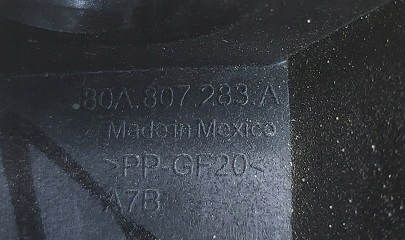 80A.807.283.A
Made in Mexico
>PP-GF20<
A7B